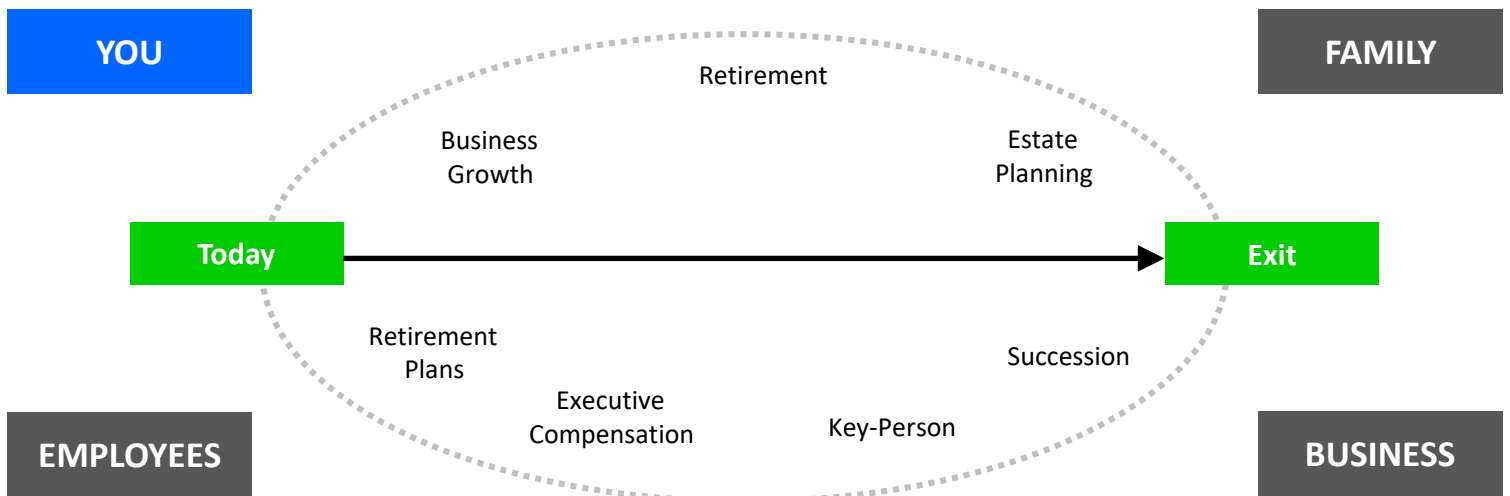 YOU
FAMILY
Retirement
Business
Growth
Estate
Planning
Today
Exit
Retirement
Plans
Succession
Executive
Compensation
Key-Person
EMPLOYEES
BUSINESS